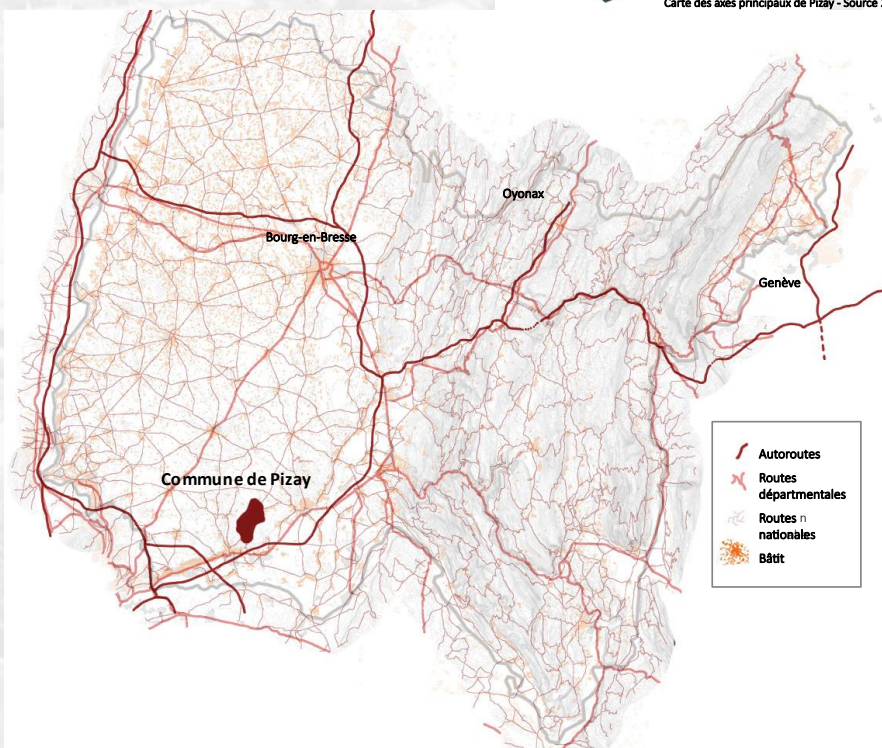 Carte des axes principaux de Pizay - Source
Oyonax
Bourg-en-Bresse
Genève
Commune de Pizay
Autoroutes
Routes
départmentales
Routes n
nationales
Bâtit